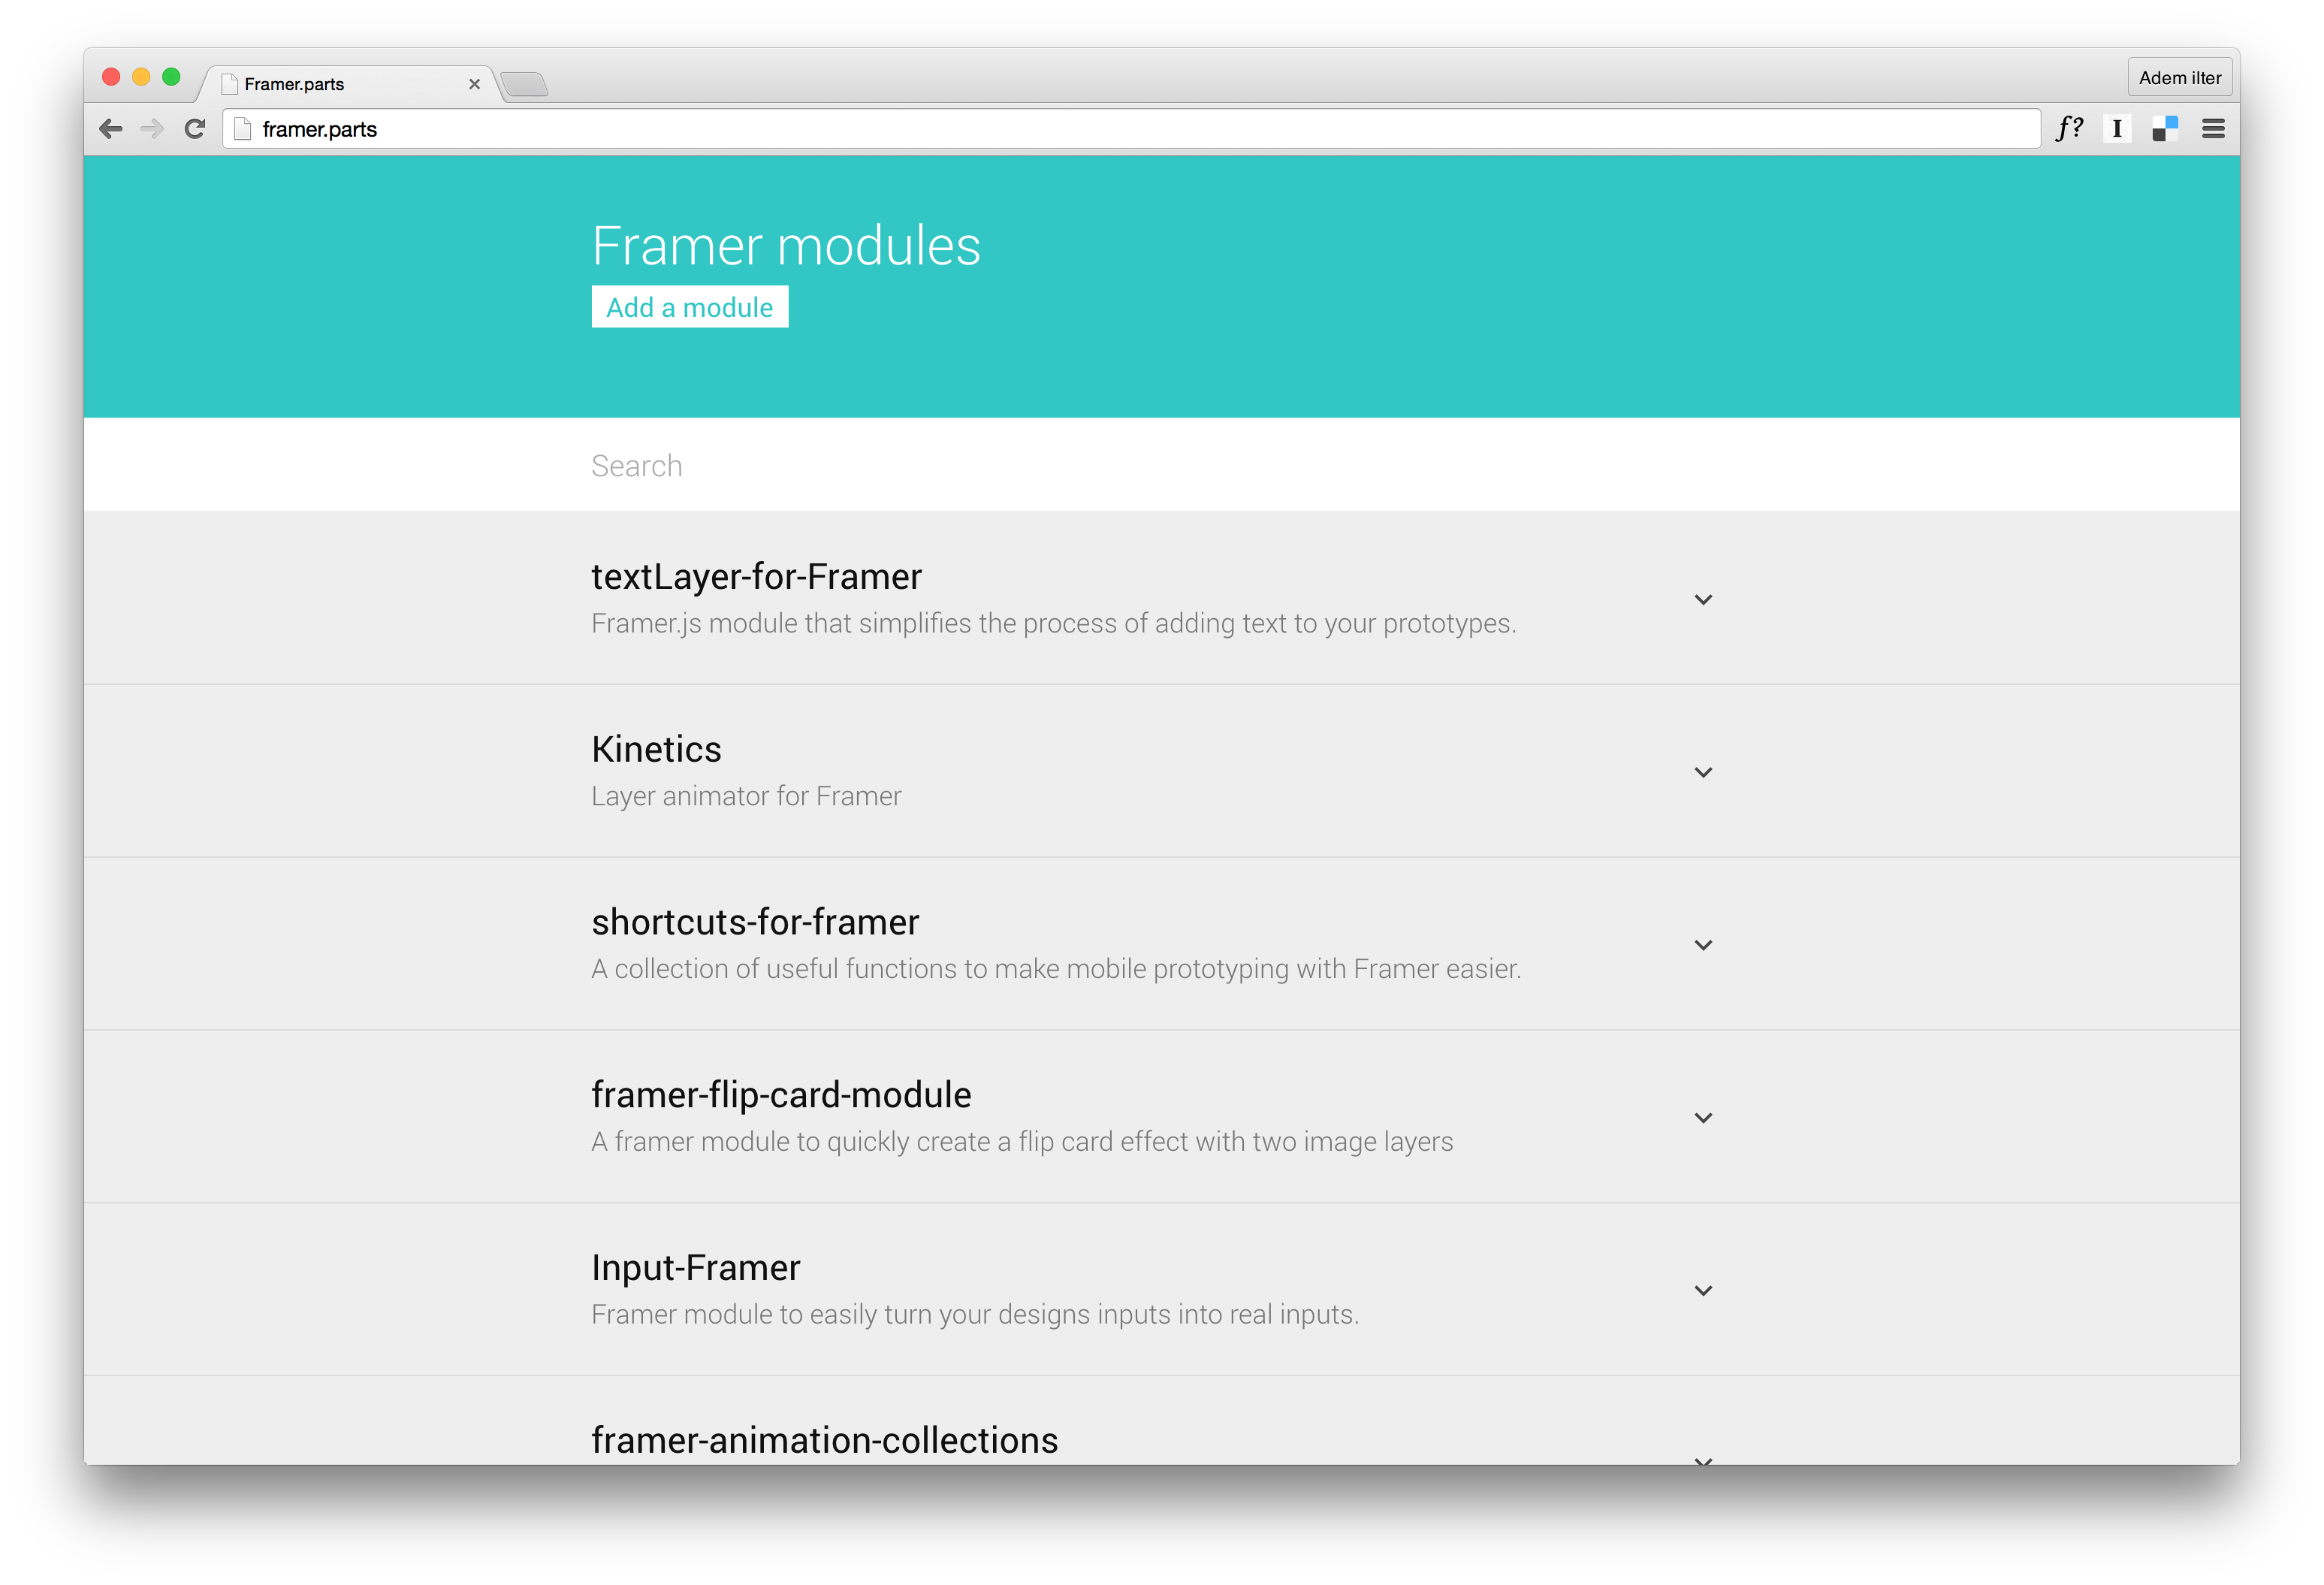 Framer.parts
Adem ilter
framer.parts
f?
I
Framer modules
Add a module
Search
textLayer-for-Framer
Framer.js module that simplifies the process of adding text to your prototypes.
Kinetics
Layer animator for Framer
shortcuts-for-framer
A collection of useful functions to make mobile prototyping with Framer easier.
framer-flip-card-module
A framer module to quickly create a flip card effect with two image layers
Input-Framer
Framer module to easily turn your designs inputs into real inputs.
framer-animation-collections